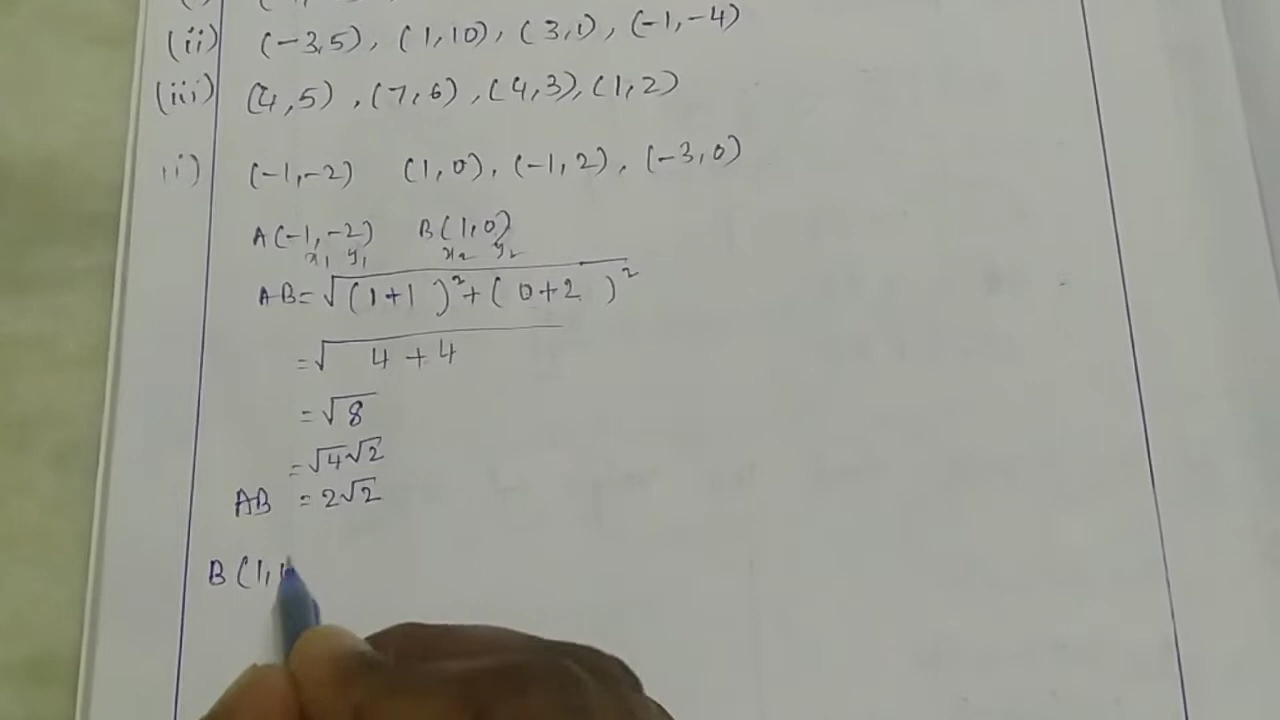 (ii) (-3,5), (1,10), (3,1), (-1,-4)
(iii) (4,5), (7,6), (4,3), (1,2)
i) (-1,-2) (1,0), (-1,2), (-3,0)
A(-1,-2) B(1,0)
x₁ y₁ x₂ y₂
AB=√(1+1)²+(0+2)²
=√4+4
=√8
=√4√2
AB =2√2
B(1,